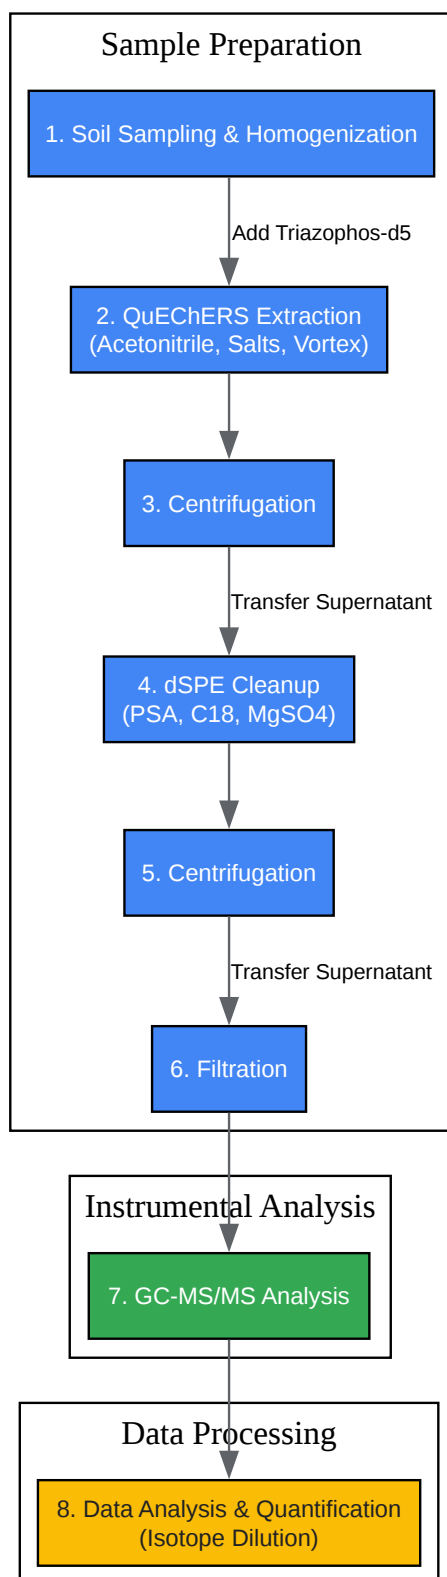 Sample Preparation
1. Soil Sampling & Homogenization
Add Triazophos-d5
2. QuEChERS Extraction
(Acetonitrile, Salts, Vortex)
3. Centrifugation
Transfer Supernatant
4. dSPE Cleanup
(PSA, C18, MgSO4)
5. Centrifugation
Transfer Supernatant
6. Filtration
Instrumental Analysis
7. GC-MS/MS Analysis
Data Processing
8. Data Analysis & Quantification
(Isotope Dilution)